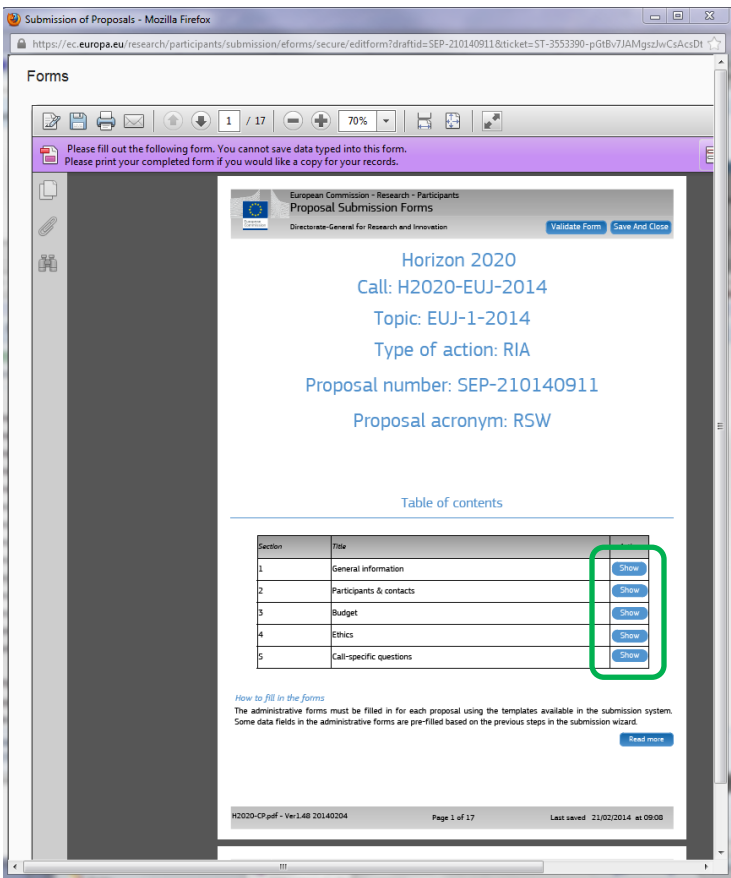 Submission of Proposals - Mozilla Firefox
https://ec.europa.eu/research/participants/submission/eforms/secure/editform?draftid=SEP-210140911&ticket=ST-3553390-pGtBv7JAMgszJwCsAcsDt
Forms
1 / 17 70%
Please fill out the following form. You cannot save data typed into this form.
Please print your completed form if you would like a copy for your records.
European Commission - Research - Participants
Proposal Submission Forms
Directorate-General for Research and Innovation
European
Commission
Validate Form Save And Close
Horizon 2020
Call: H2020-EUJ-2014
Topic: EUJ-1-2014
Type of action: RIA
Proposal number: SEP-210140911
Proposal acronym: RSW
Table of contents
Section Title
1 General information Show
2 Participants & contacts Show
3 Budget Show
4 Ethics Show
5 Call-specific questions Show
How to fill in the forms
The administrative forms must be filled in for each proposal using the templates available in the submission system.
Some data fields in the administrative forms are pre-filled based on the previous steps in the submission wizard.
Read more
H2020-CP.pdf - Ver1.48 20140204 Page 1 of 17 Last saved 21/02/2014 at 09:08